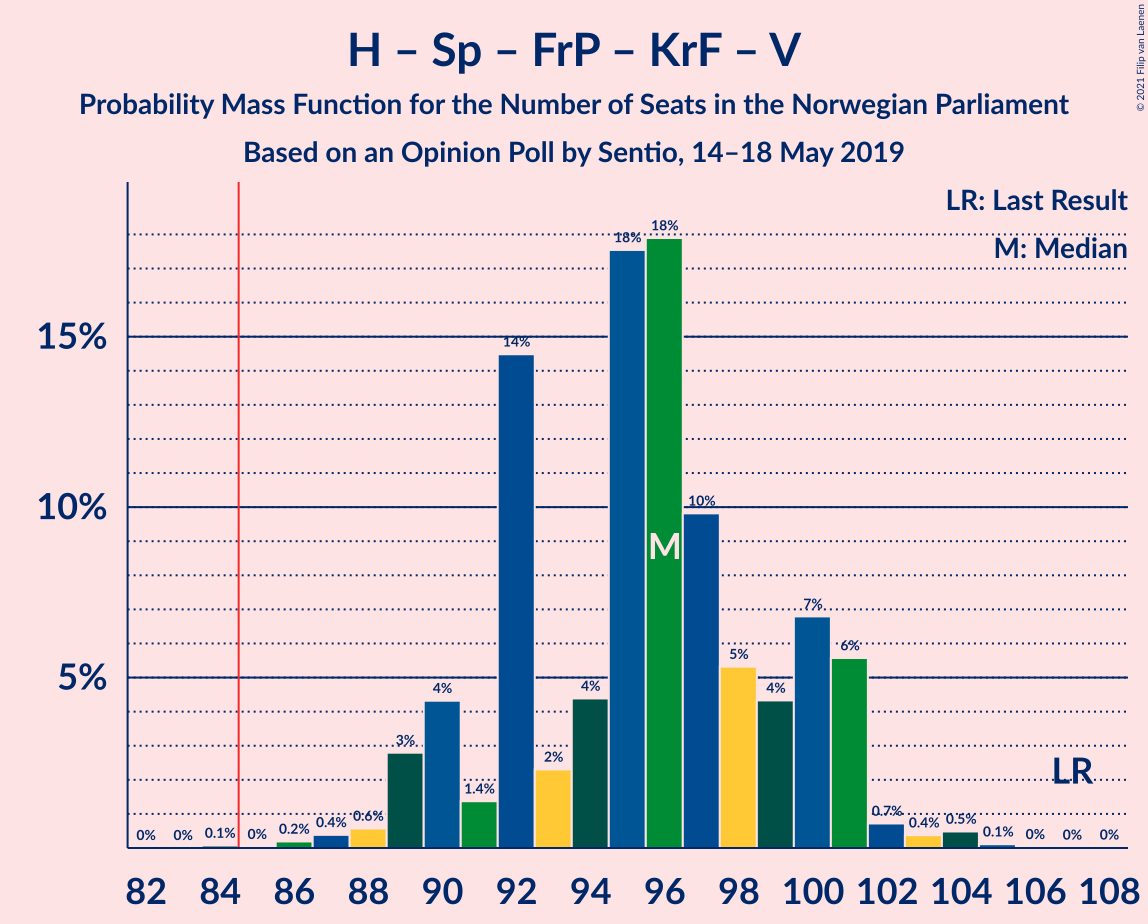 H – Sp – FrP – KrF – V
Probability Mass Function for the Number of Seats in the Norwegian Parliament
Based on an Opinion Poll by Sentio, 14–18 May 2019
© 2021 Filip van Laenen
LR: Last Result
M: Median
15%
10%
5%
0% 0% 0.1% 0% 0.2% 0.4% 0.6% 3% 4% 1.4% 14% 2% 4% 18% 18% 10% 5% 4% 7% 6% 0.7% 0.4% 0.5% 0.1% 0% 0% 0%
M
LR
82 84 86 88 90 92 94 96 98 100 102 104 106 108